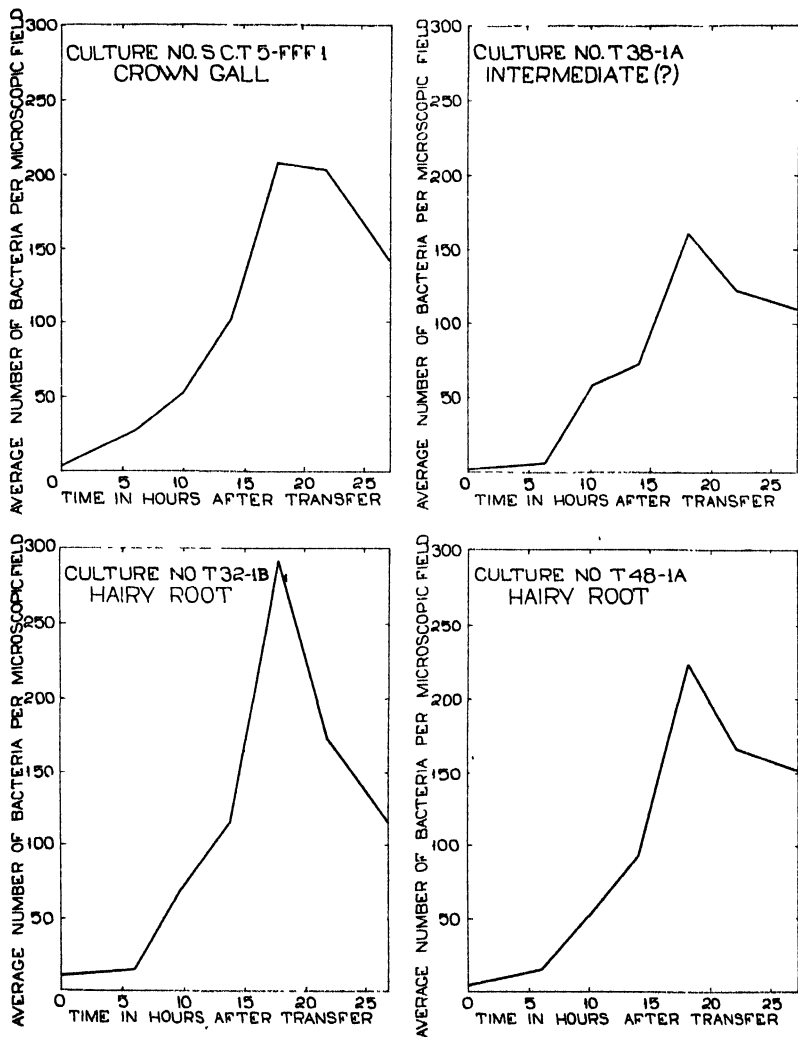 AVERAGE NUMBER OF BACTERIA PER MICROSCOPIC FIELD
300
250
200
150
100
50
CULTURE NO. S C.T 5-FFF 1
CROWN GALL
0 5 10 15 20 25
TIME IN HOURS AFTER TRANSFER
AVERAGE NUMBER OF BACTERIA PER MICROSCOPIC FIELD
300
250
200
150
100
50
CULTURE NO. T 38-1A
INTERMEDIATE (?)
0 5 10 15 20 25
TIME IN HOURS AFTER TRANSFER
AVERAGE NUMBER OF BACTERIA PER MICROSCOPIC FIELD
300
250
200
150
100
50
CULTURE NO T 32-1B
HAIRY ROOT
0 5 10 15 20 25
TIME IN HOURS AFTER TRANSFER
AVERAGE NUMBER OF BACTERIA PER MICROSCOPIC FIELD
300
250
200
150
100
50
CULTURE NO T 48-1A
HAIRY ROOT
0 5 10 15 20 25
TIME IN HOURS AFTER TRANSFER